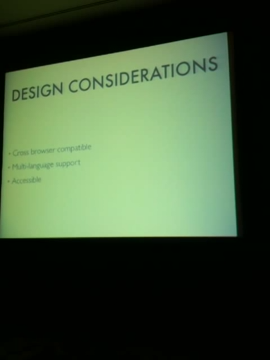 DESIGN CONSIDERATIONS
• Cross browser compatible
• Multi-language support
• Accessible